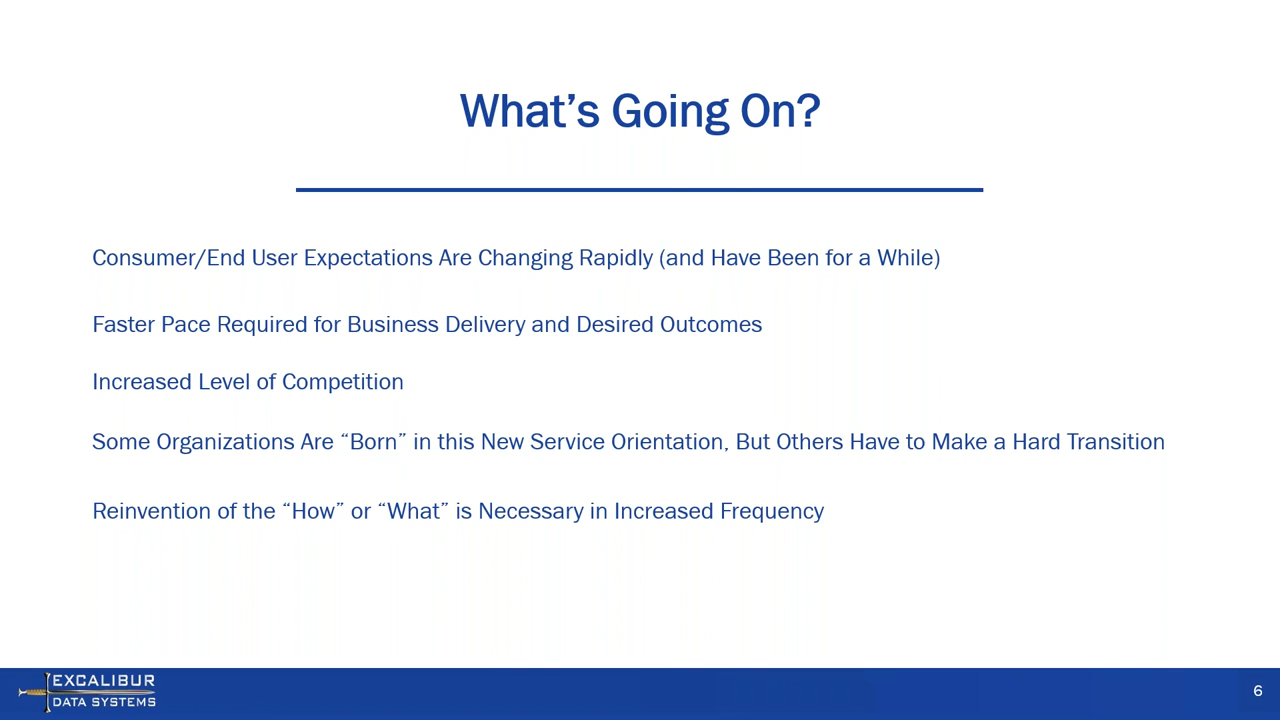 What’s Going On?
Consumer/End User Expectations Are Changing Rapidly (and Have Been for a While)
Faster Pace Required for Business Delivery and Desired Outcomes
Increased Level of Competition
Some Organizations Are “Born” in this New Service Orientation, But Others Have to Make a Hard Transition
Reinvention of the “How” or “What” is Necessary in Increased Frequency
EXCALIBUR
DATA SYSTEMS
6